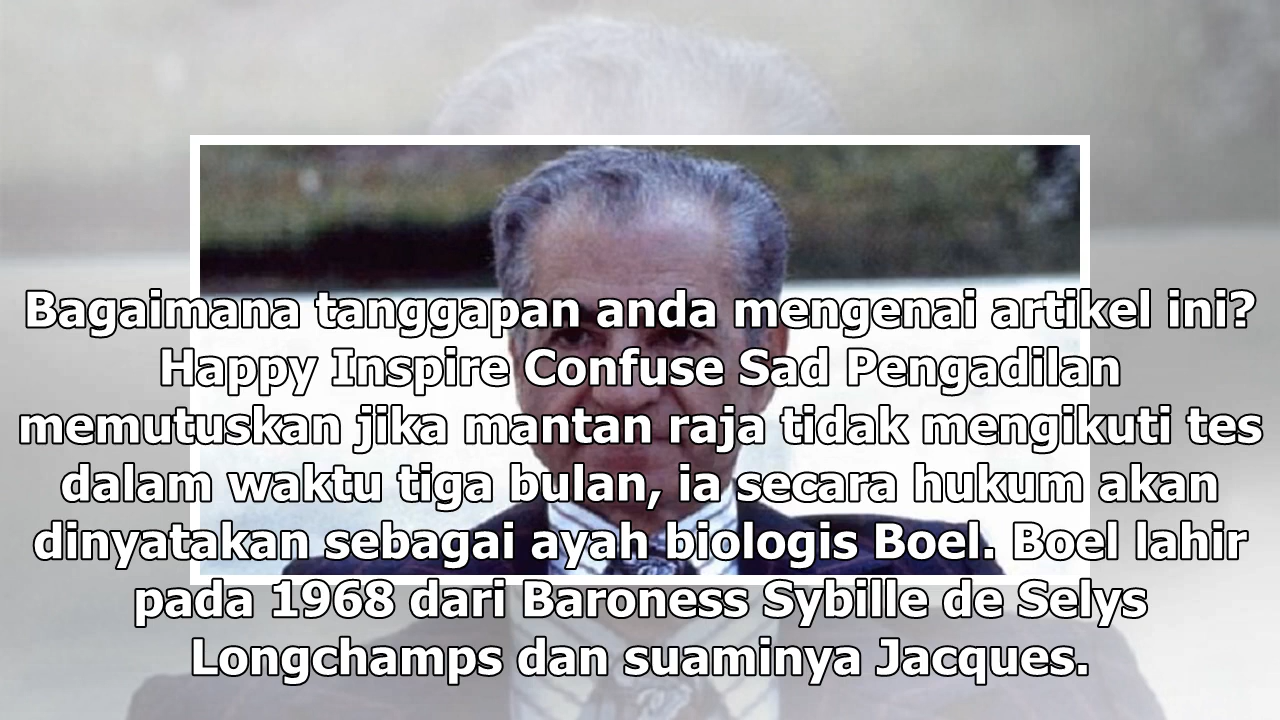 Bagaimana tanggapan anda mengenai artikel ini?
Happy Inspire Confuse Sad Pengadilan
memutuskan jika mantan raja tidak mengikuti tes
dalam waktu tiga bulan, ia secara hukum akan
dinyatakan sebagai ayah biologis Boel. Boel lahir
pada 1968 dari Baroness Sybille de Selys
Longchamps dan suaminya Jacques.